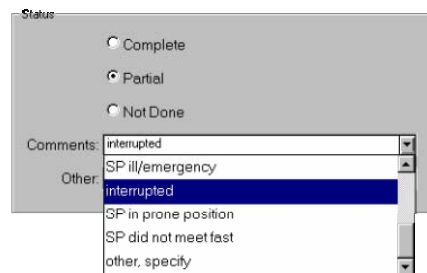 Status
Complete
Partial
Not Done
Comments: interrupted
SP ill/emergency
Other:
interrupted
SP in prone position
SP did not meet fast
other, specify